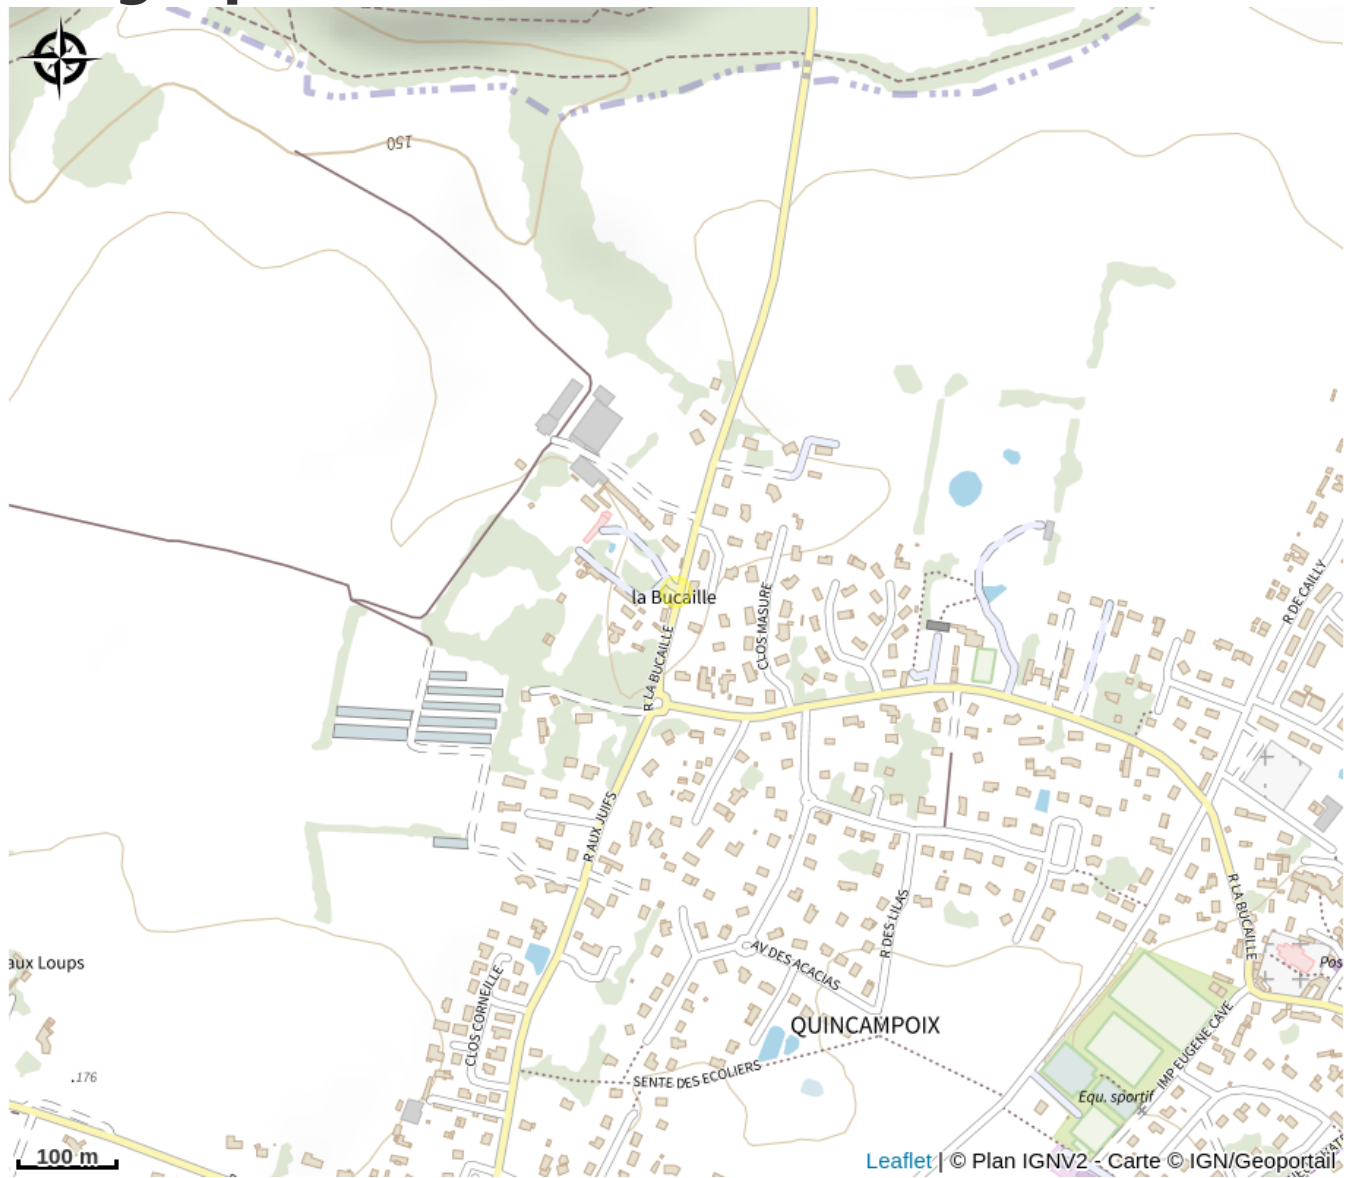 150
la Bucaille
R LA BUCAILLE
CLOS MASURE
R DE CAILLY
R AUX JUIFS
R DES LILAS
R LA BUCAILLE
AV DES ACACIAS
aux Loups
Pos
CLOS CORNEILLE
QUINCAMPOIX
IMP EUGENE CAVE
SENTE DES ECOLIERS
.176
Equ. sportif
100 m
Leaflet | © Plan IGNV2 - Carte © IGN/Geoportail